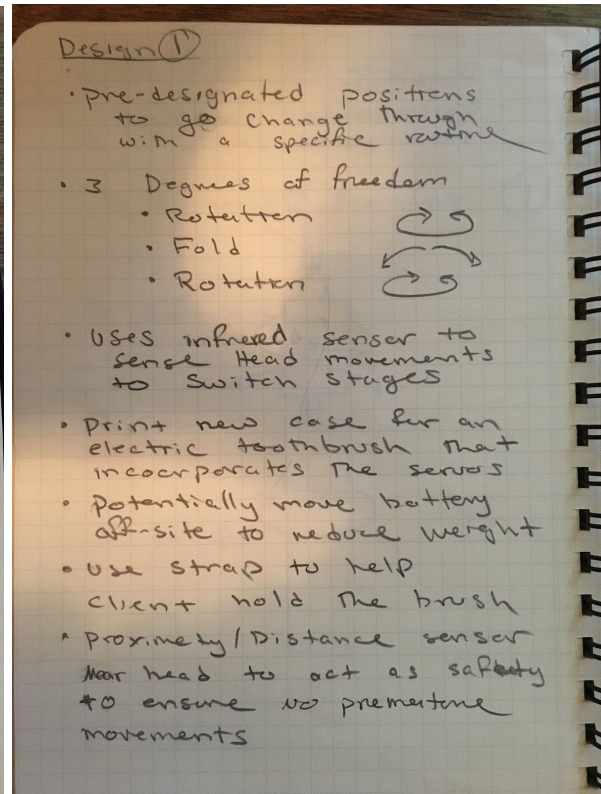 Design ①
• pre-designated positions
to go change through
with a specific routine
• 3 Degrees of freedom
• Rotation
• Fold
• Rotation
• Uses infrered sensor to
sense Head movements
to switch stages
• Print new case for an
electric toothbrush that
incoorporates the servos
• Potentially move battery
off-site to reduce weight
• Use strap to help
client hold the brush
• Proximety/Distance sensor
Near head to act as safety
to ensure no premature
movements